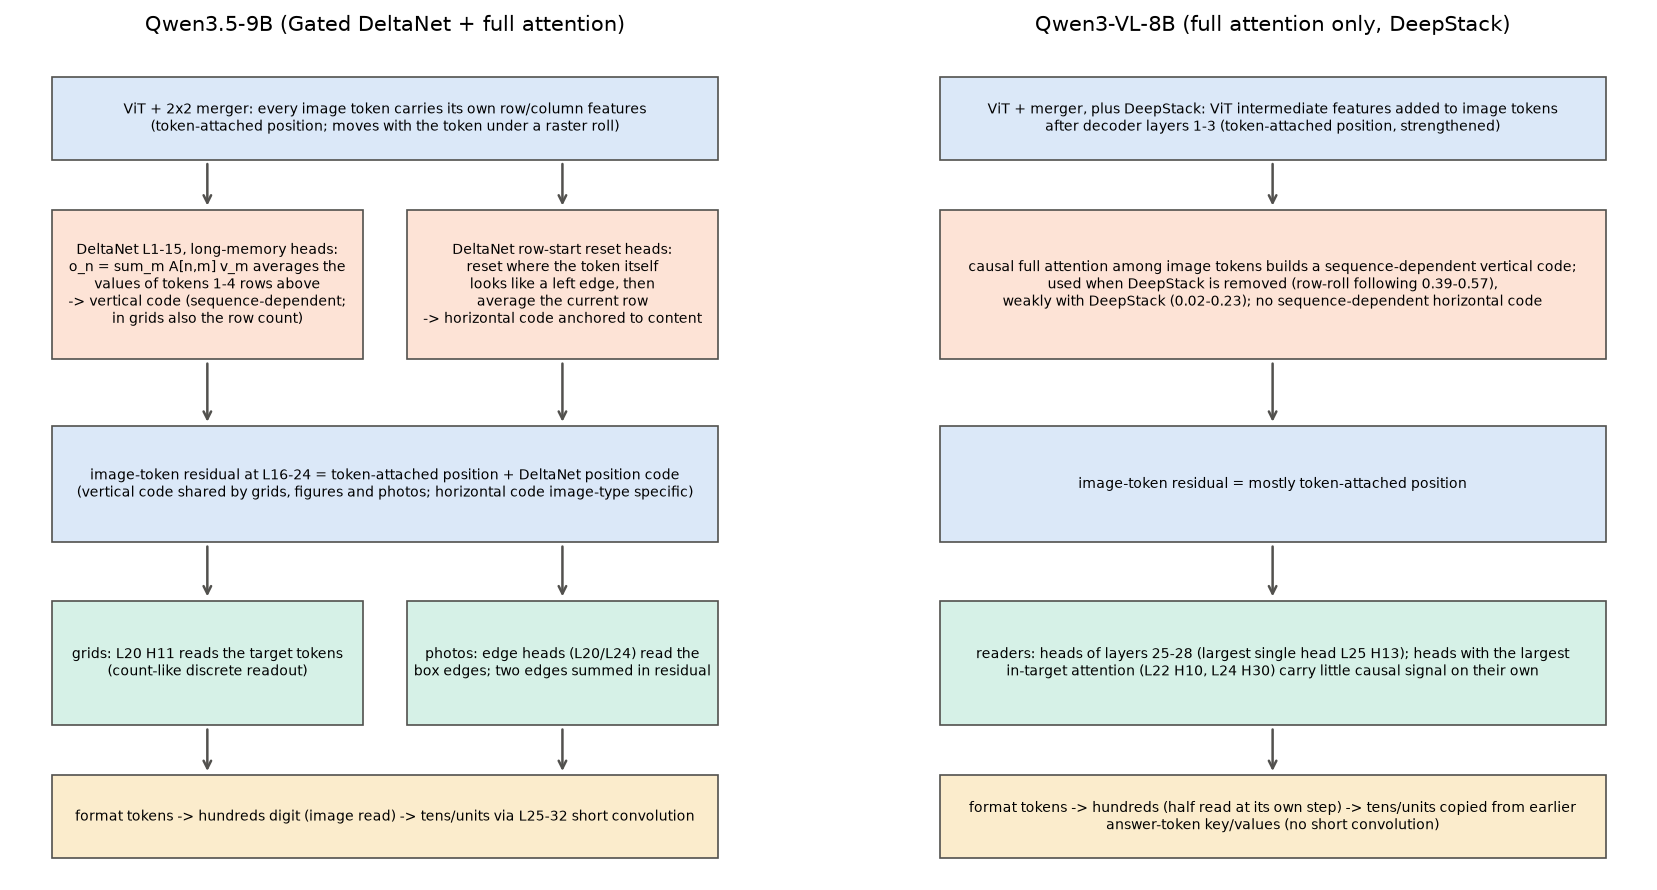 Qwen3.5-9B (Gated DeltaNet + full attention)
ViT + 2x2 merger: every image token carries its own row/column features
(token-attached position; moves with the token under a raster roll)
DeltaNet L1-15, long-memory heads:
o_n = sum_m A[n,m] v_m averages the
values of tokens 1-4 rows above
-> vertical code (sequence-dependent;
in grids also the row count)
DeltaNet row-start reset heads:
reset where the token itself
looks like a left edge, then
average the current row
-> horizontal code anchored to content
image-token residual at L16-24 = token-attached position + DeltaNet position code
(vertical code shared by grids, figures and photos; horizontal code image-type specific)
grids: L20 H11 reads the target tokens
(count-like discrete readout)
photos: edge heads (L20/L24) read the
box edges; two edges summed in residual
format tokens -> hundreds digit (image read) -> tens/units via L25-32 short convolution
Qwen3-VL-8B (full attention only, DeepStack)
ViT + merger, plus DeepStack: ViT intermediate features added to image tokens
after decoder layers 1-3 (token-attached position, strengthened)
causal full attention among image tokens builds a sequence-dependent vertical code;
used when DeepStack is removed (row-roll following 0.39-0.57),
weakly with DeepStack (0.02-0.23); no sequence-dependent horizontal code
image-token residual = mostly token-attached position
readers: heads of layers 25-28 (largest single head L25 H13); heads with the largest
in-target attention (L22 H10, L24 H30) carry little causal signal on their own
format tokens -> hundreds (half read at its own step) -> tens/units copied from earlier
answer-token key/values (no short convolution)